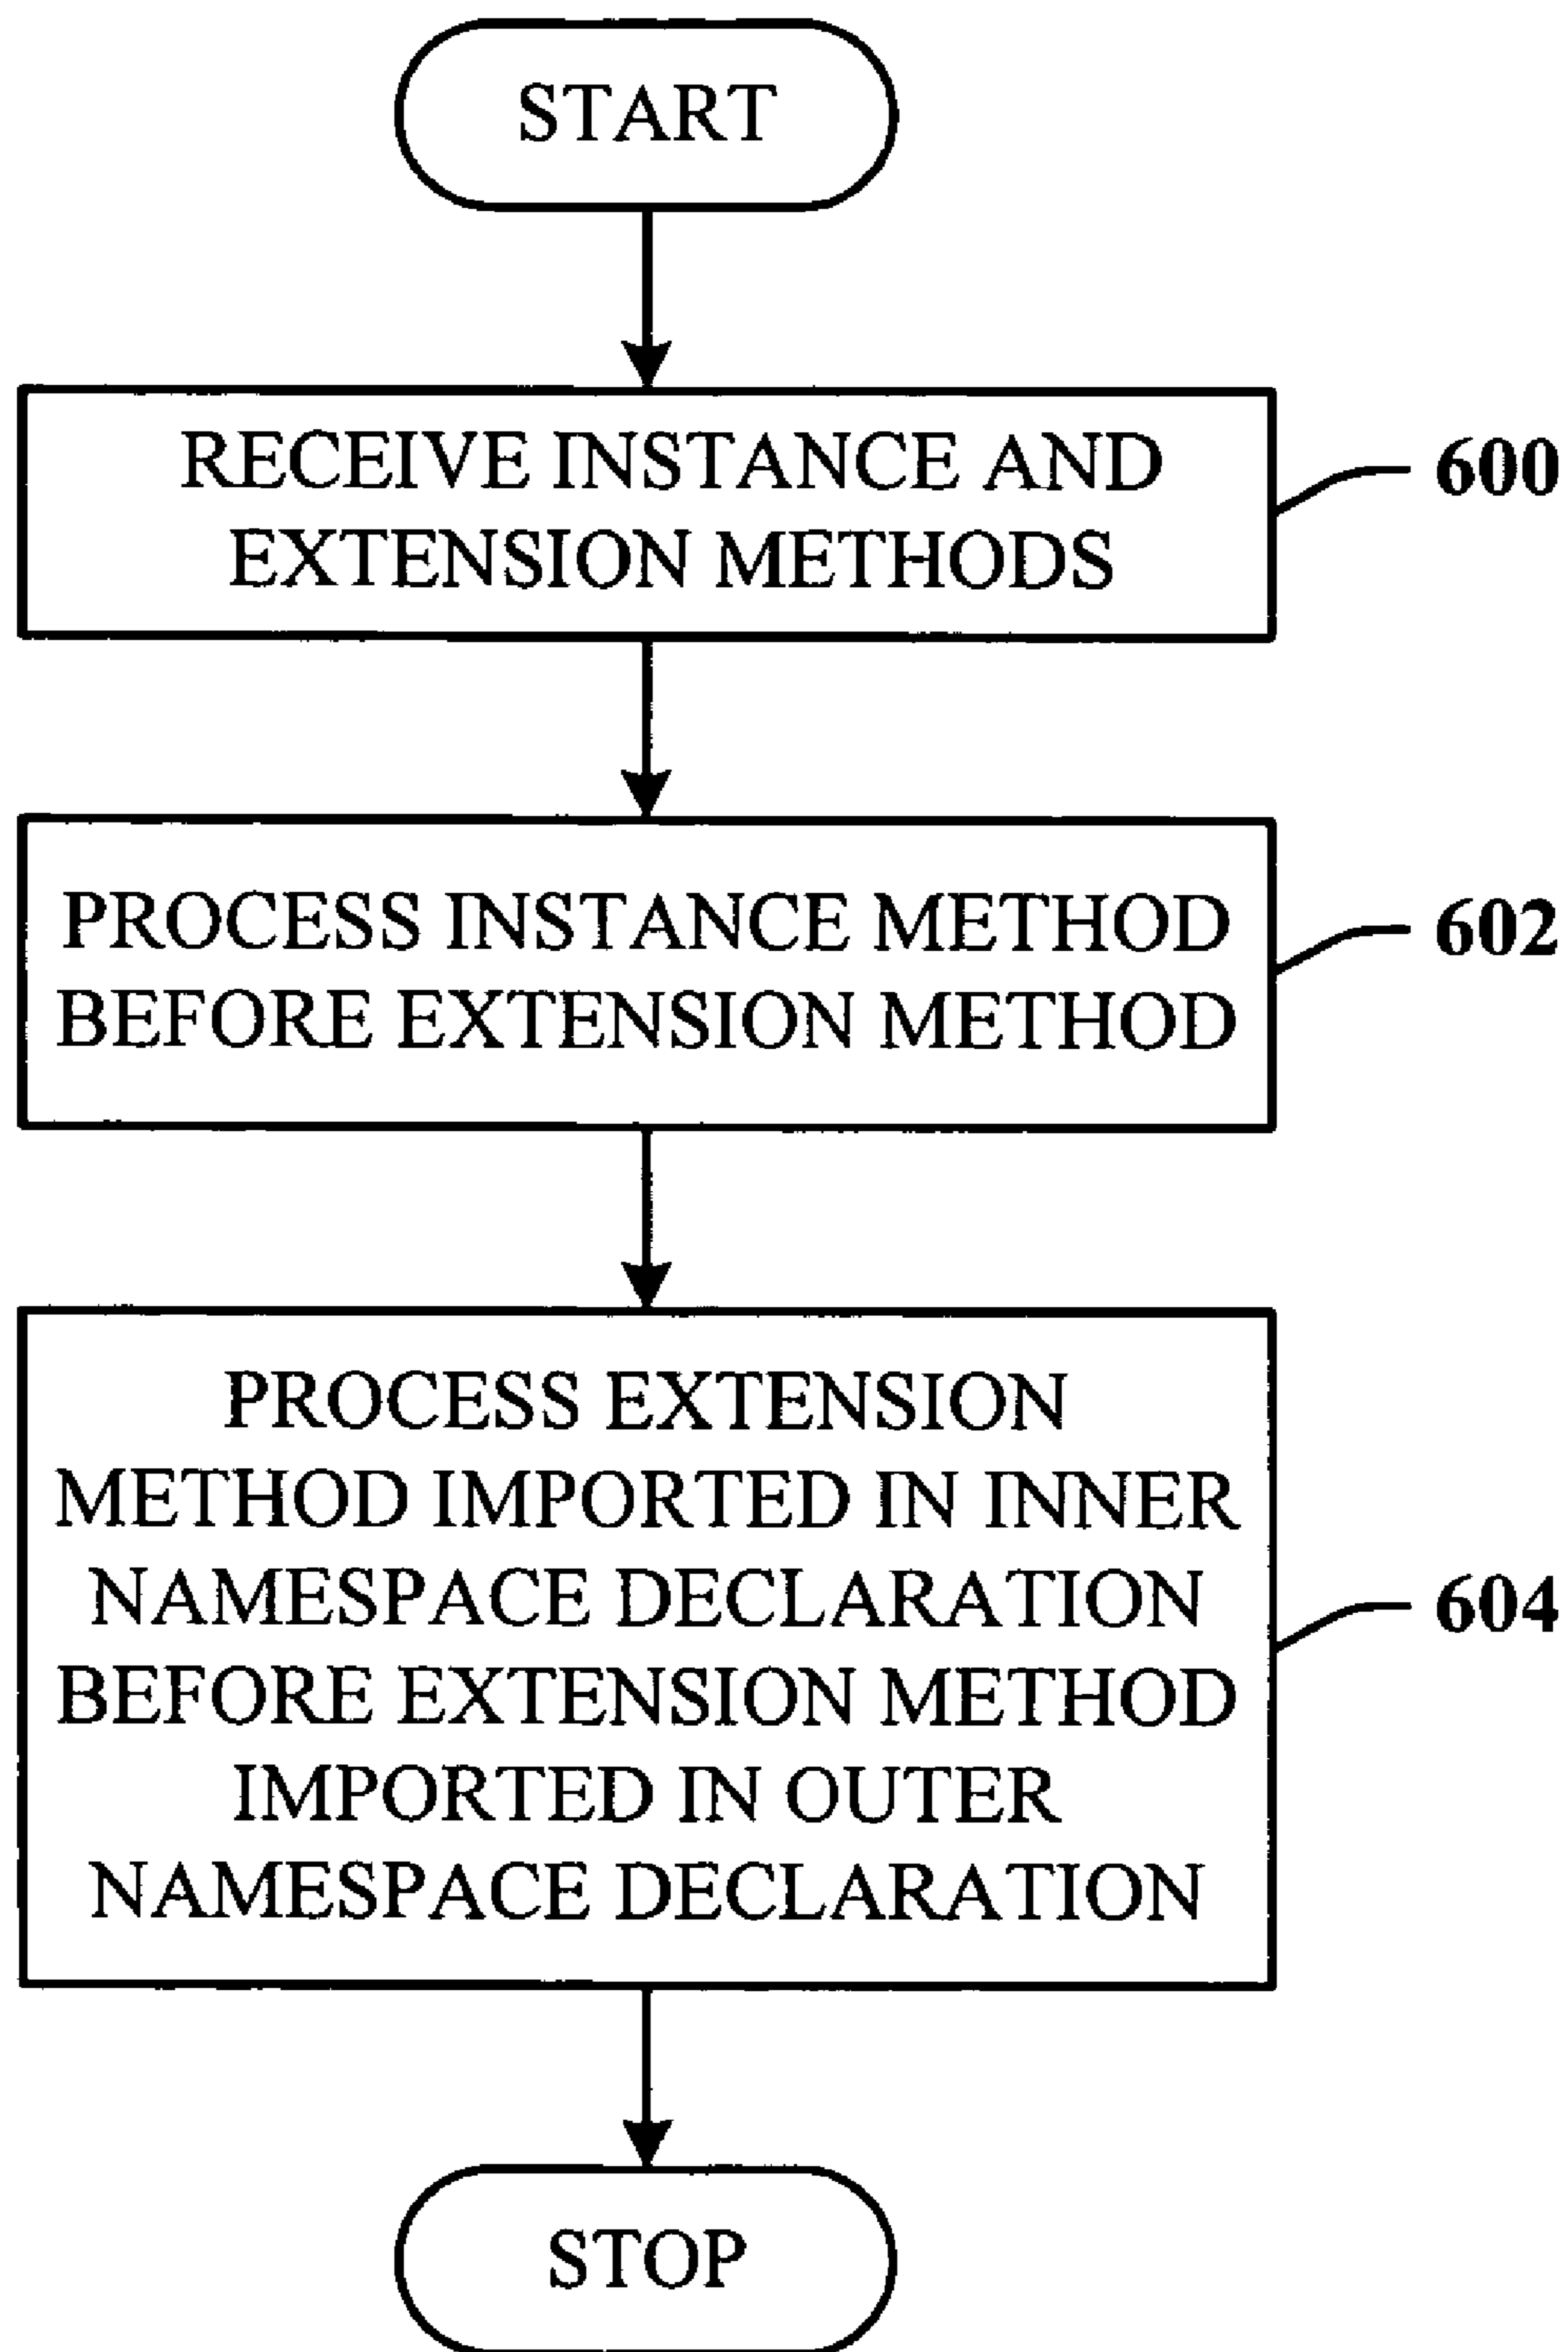 START
RECEIVE INSTANCE AND
EXTENSION METHODS
600
PROCESS INSTANCE METHOD
BEFORE EXTENSION METHOD
602
PROCESS EXTENSION
METHOD IMPORTED IN INNER
NAMESPACE DECLARATION
BEFORE EXTENSION METHOD
IMPORTED IN OUTER
NAMESPACE DECLARATION
604
STOP